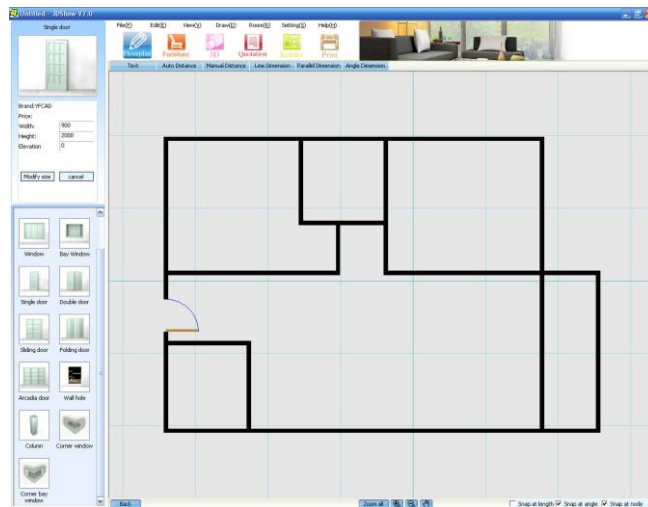 Untitled - 3DShow V7.0
Single door
File(F) Edit(E) View(V) Draw(D) Room(R) Setting(S) Help(H)
Floorplan Furniture 3D Quotation Render Print
Text Auto Distance Manual Distance Line Dimension Parallel Dimension Angle Dimension
Brand:YFCAD
Price:
Width: 900
Height: 2000
Elevation 0
Modify size cancel
Window Bay Window
Single door Double door
Sliding door Folding door
Arcadia door Wall hole
Column Corner window
Corner bay
window
Back Zoom all Snap at length Snap at angle Snap at node